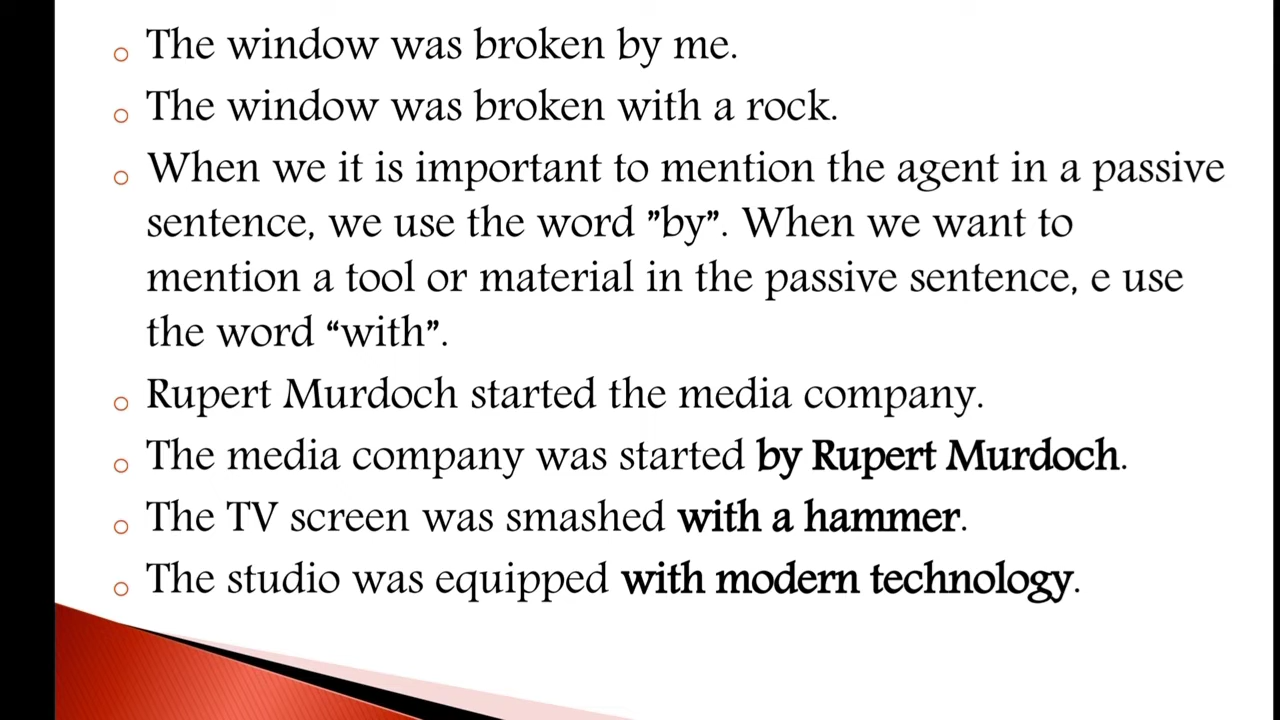 The window was broken by me.
The window was broken with a rock.
When we it is important to mention the agent in a passive
sentence, we use the word ”by”. When we want to
mention a tool or material in the passive sentence, e use
the word “with”.
Rupert Murdoch started the media company.
The media company was started by Rupert Murdoch.
The TV screen was smashed with a hammer.
The studio was equipped with modern technology.